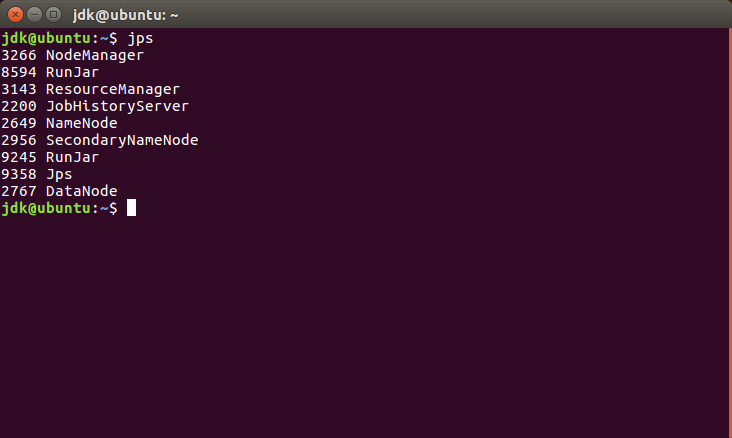 jdk@ubuntu: ~
jdk@ubuntu:~$ jps
3266 NodeManager
8594 RunJar
3143 ResourceManager
2200 JobHistoryServer
2649 NameNode
2956 SecondaryNameNode
9245 RunJar
9358 Jps
2767 DataNode
jdk@ubuntu:~$